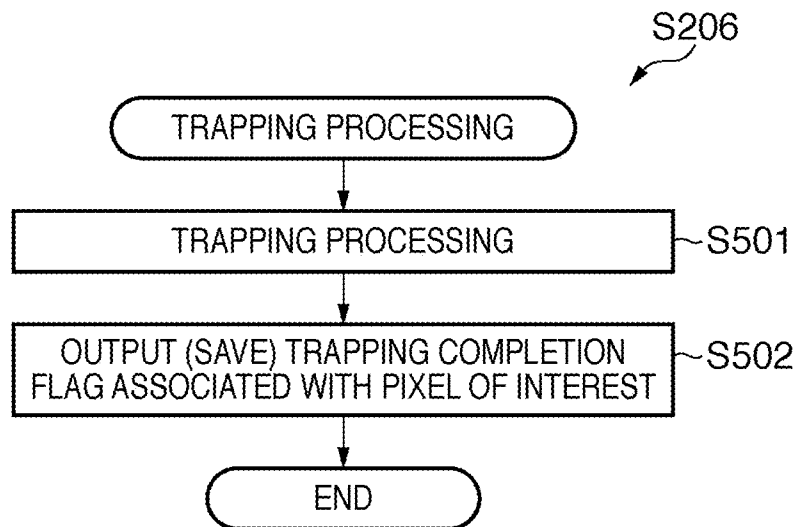 S206
TRAPPING PROCESSING
TRAPPING PROCESSING
S501
OUTPUT (SAVE) TRAPPING COMPLETION
FLAG ASSOCIATED WITH PIXEL OF INTEREST
S502
END